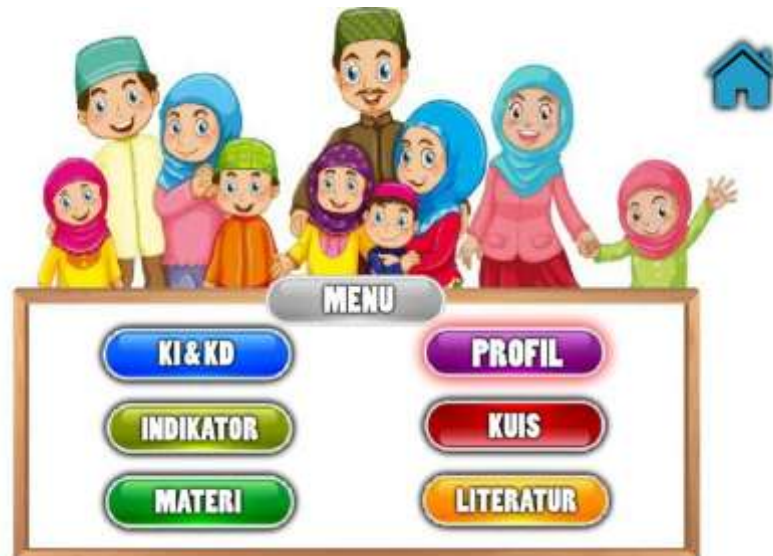 MENU
KI & KD
PROFIL
INDIKATOR
KUIS
MATERI
LITERATUR